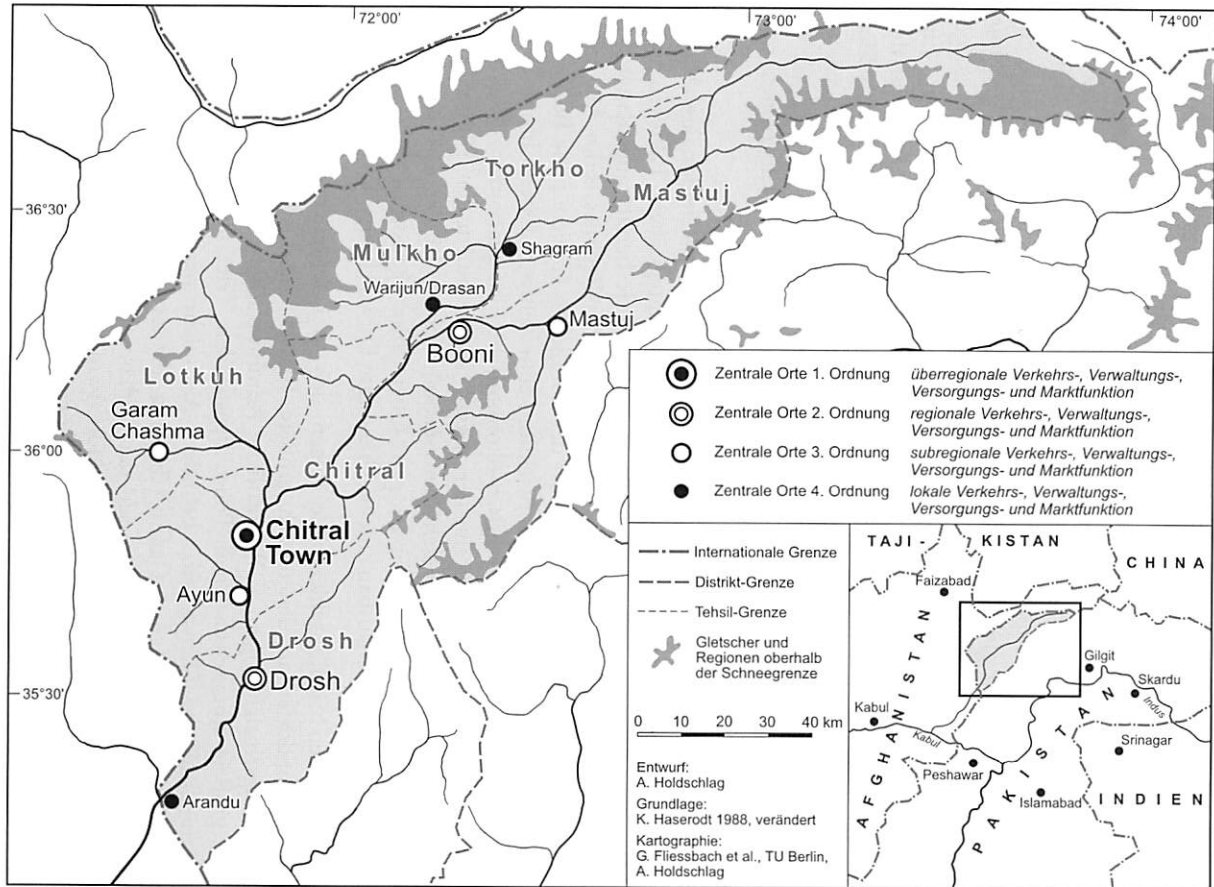 72°00'
73°00'
74°00'
36°30'
36°00'
35°30'
Torkho
Mastuj
Mulkho
Shagram
Warijun/Drasan
Mastuj
Booni
Lotkuh
Garam
Chashma
Chitral
Chitral
Town
Ayun
Drosh
Drosh
Arandu
Zentrale Orte 1. Ordnung überregionale Verkehrs-, Verwaltungs-,
Versorgungs- und Marktfunktion
Zentrale Orte 2. Ordnung regionale Verkehrs-, Verwaltungs-,
Versorgungs- und Marktfunktion
Zentrale Orte 3. Ordnung subregionale Verkehrs-, Verwaltungs-,
Versorgungs- und Marktfunktion
Zentrale Orte 4. Ordnung lokale Verkehrs-, Verwaltungs-,
Versorgungs- und Marktfunktion
Internationale Grenze
Distrikt-Grenze
Tehsil-Grenze
Gletscher und
Regionen oberhalb
der Schneegrenze
0 10 20 30 40 km
Entwurf:
A. Holdschlag
Grundlage:
K. Haserodt 1988, verändert
Kartographie:
G. Fliessbach et al., TU Berlin,
A. Holdschlag
TAJI- KISTAN
CHINA
Faizabad
AFGHANISTAN
Gilgit
Skardu
Indus
Kabul
Kabul
Srinagar
Peshawar
PAKISTAN
Islamabad
INDIEN